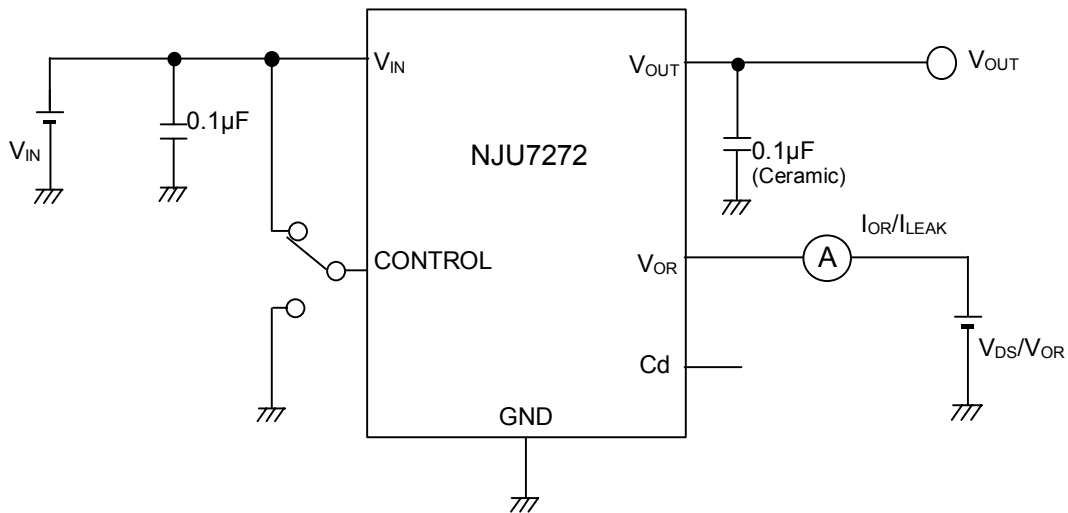 VIN
0.1µF
VIN
CONTROL
NJU7272
GND
VOUT
VOUT
0.1µF
(Ceramic)
IOR/ILEAK
VOR
A
VDS/VOR
Cd